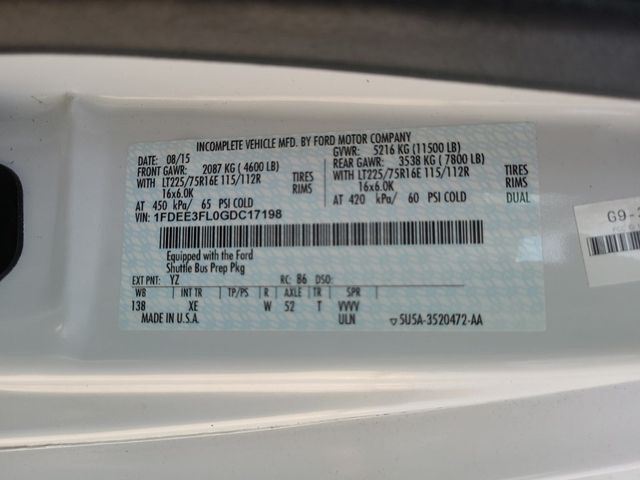 INCOMPLETE VEHICLE MFD. BY FORD MOTOR COMPANY
DATE: 08/15 GVWR: 5216 KG (11500 LB)
FRONT GAWR: 2087 KG (4600 LB) REAR GAWR: 3538 KG (7800 LB)
WITH LT225/75R16E 115/112R TIRES WITH LT225/75R16E 115/112R TIRES
16x6.0K RIMS 16x6.0K RIMS
AT 450 kPa/ 65 PSI COLD AT 420 kPa/ 60 PSI COLD DUAL
VIN: 1FDEE3FL0GDC17198
Equipped with the Ford
Shuttle Bus Prep Pkg
EXT PNT: YZ RC: 86 DSO:
WB INT TR TP/PS R AXLE TR SPR
138 XE W 52 T VVVV
MADE IN U.S.A. ULN 5U5A-3520472-AA